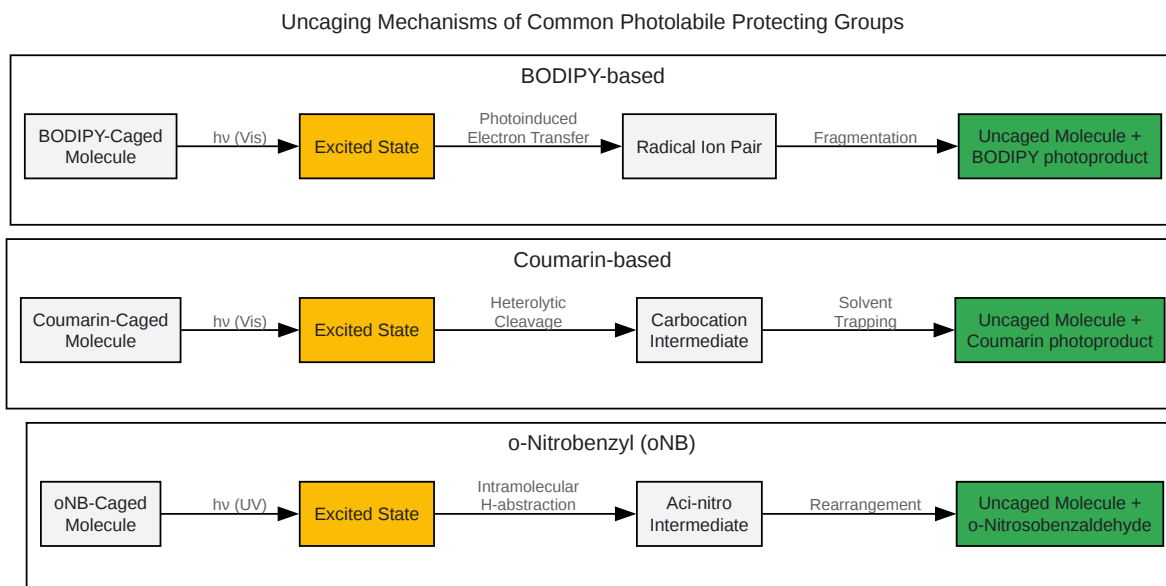 Uncaging Mechanisms of Common Photolabile Protecting Groups
BODIPY-based
BODIPY-Caged
Molecule
hν (Vis)
Excited State
Photoinduced
Electron Transfer
Radical Ion Pair
Fragmentation
Uncaged Molecule +
BODIPY photoproduct
Coumarin-based
Coumarin-Caged
Molecule
hν (Vis)
Excited State
Heterolytic
Cleavage
Carbocation
Intermediate
Solvent
Trapping
Uncaged Molecule +
Coumarin photoproduct
o-Nitrobenzyl (oNB)
oNB-Caged
Molecule
hν (UV)
Excited State
Intramolecular
H-abstraction
Aci-nitro
Intermediate
Rearrangement
Uncaged Molecule +
o-Nitrosobenzaldehyde